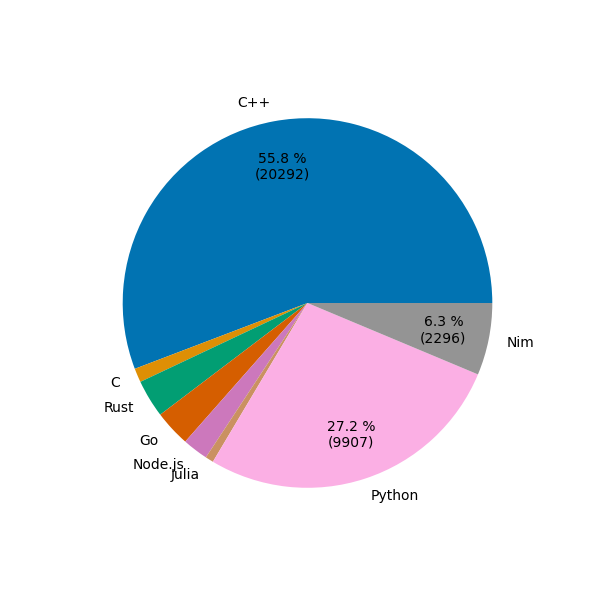 C++
55.8 %
(20292)
6.3 %
(2296)
Nim
C
Rust
Go
27.2 %
(9907)
Node.js
Julia
Python